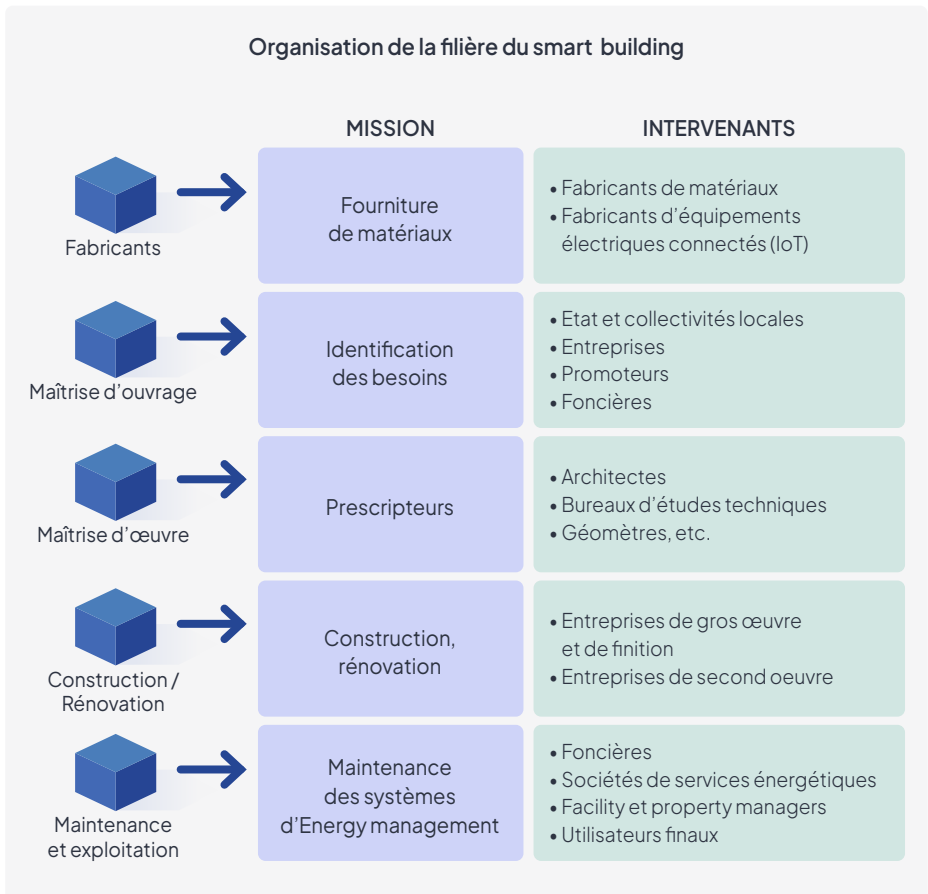 Organisation de la filière du smart building
MISSION
INTERVENANTS
Fabricants
Fourniture
de matériaux
• Fabricants de matériaux
• Fabricants d'équipements
électriques connectés (IoT)
Maîtrise d'ouvrage
Identification
des besoins
• Etat et collectivités locales
• Entreprises
• Promoteurs
• Foncières
Maîtrise d'œuvre
Prescripteurs
• Architectes
• Bureaux d'études techniques
• Géomètres, etc.
Construction /
Rénovation
Construction,
rénovation
• Entreprises de gros œuvre
et de finition
• Entreprises de second oeuvre
Maintenance
et exploitation
Maintenance
des systèmes
d'Energy management
• Foncières
• Sociétés de services énergétiques
• Facility et property managers
• Utilisateurs finaux